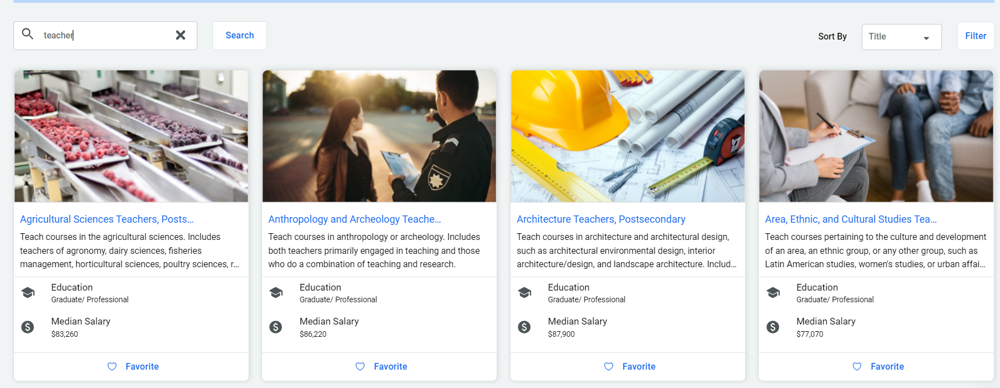 teacher
Search
Sort By
Title
Filter
Agricultural Sciences Teachers, Posts...
Teach courses in the agricultural sciences. Includes
teachers of agronomy, dairy sciences, fisheries
management, horticultural sciences, poultry sciences, r...
Education
Graduate/ Professional
Median Salary
$83,260
Favorite
Anthropology and Archeology Teache...
Teach courses in anthropology or archeology. Includes
both teachers primarily engaged in teaching and those
who do a combination of teaching and research.
Education
Graduate/ Professional
Median Salary
$86,220
Favorite
Architecture Teachers, Postsecondary
Teach courses in architecture and architectural design,
such as architectural environmental design, interior
architecture/design, and landscape architecture. Includ...
Education
Graduate/ Professional
Median Salary
$87,900
Favorite
Area, Ethnic, and Cultural Studies Tea...
Teach courses pertaining to the culture and development
of an area, an ethnic group, or any other group, such as
Latin American studies, women's studies, or urban affai...
Education
Graduate/ Professional
Median Salary
$77,070
Favorite